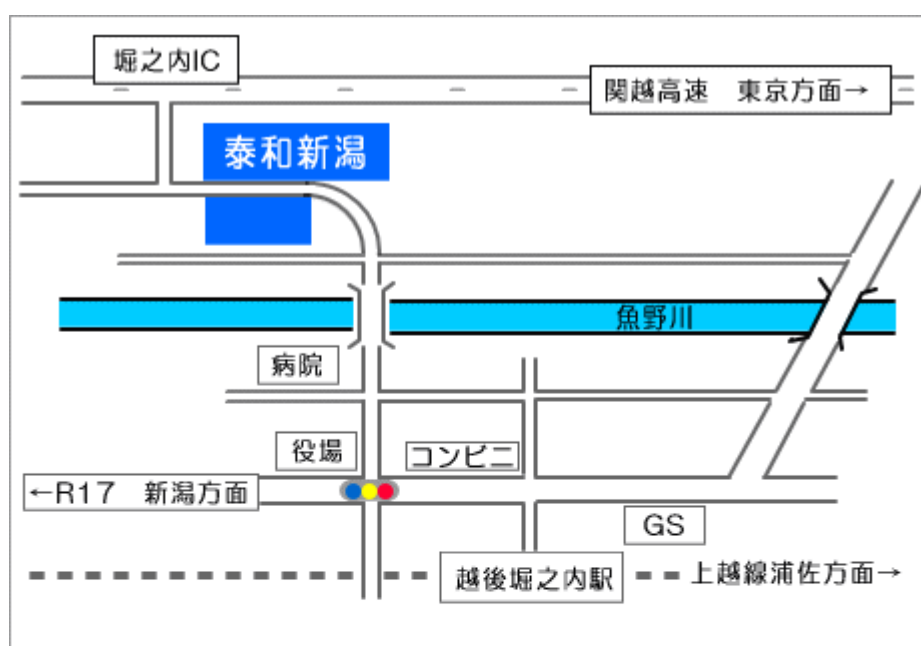 堀之内IC
関越高速　東京方面→
泰和新潟
魚野川
病院
役場
コンビニ
←R17　新潟方面
GS
越後堀之内駅
上越線浦佐方面→